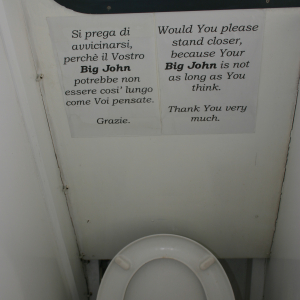 Si prega di
avvicinarsi,
perchè il Vostro
Big John
potrebbe non
essere cosi' lungo
come Voi pensate.
Grazie.
Would You please
stand closer,
because Your
Big John is not
as long as You
think.
Thank You very
much.